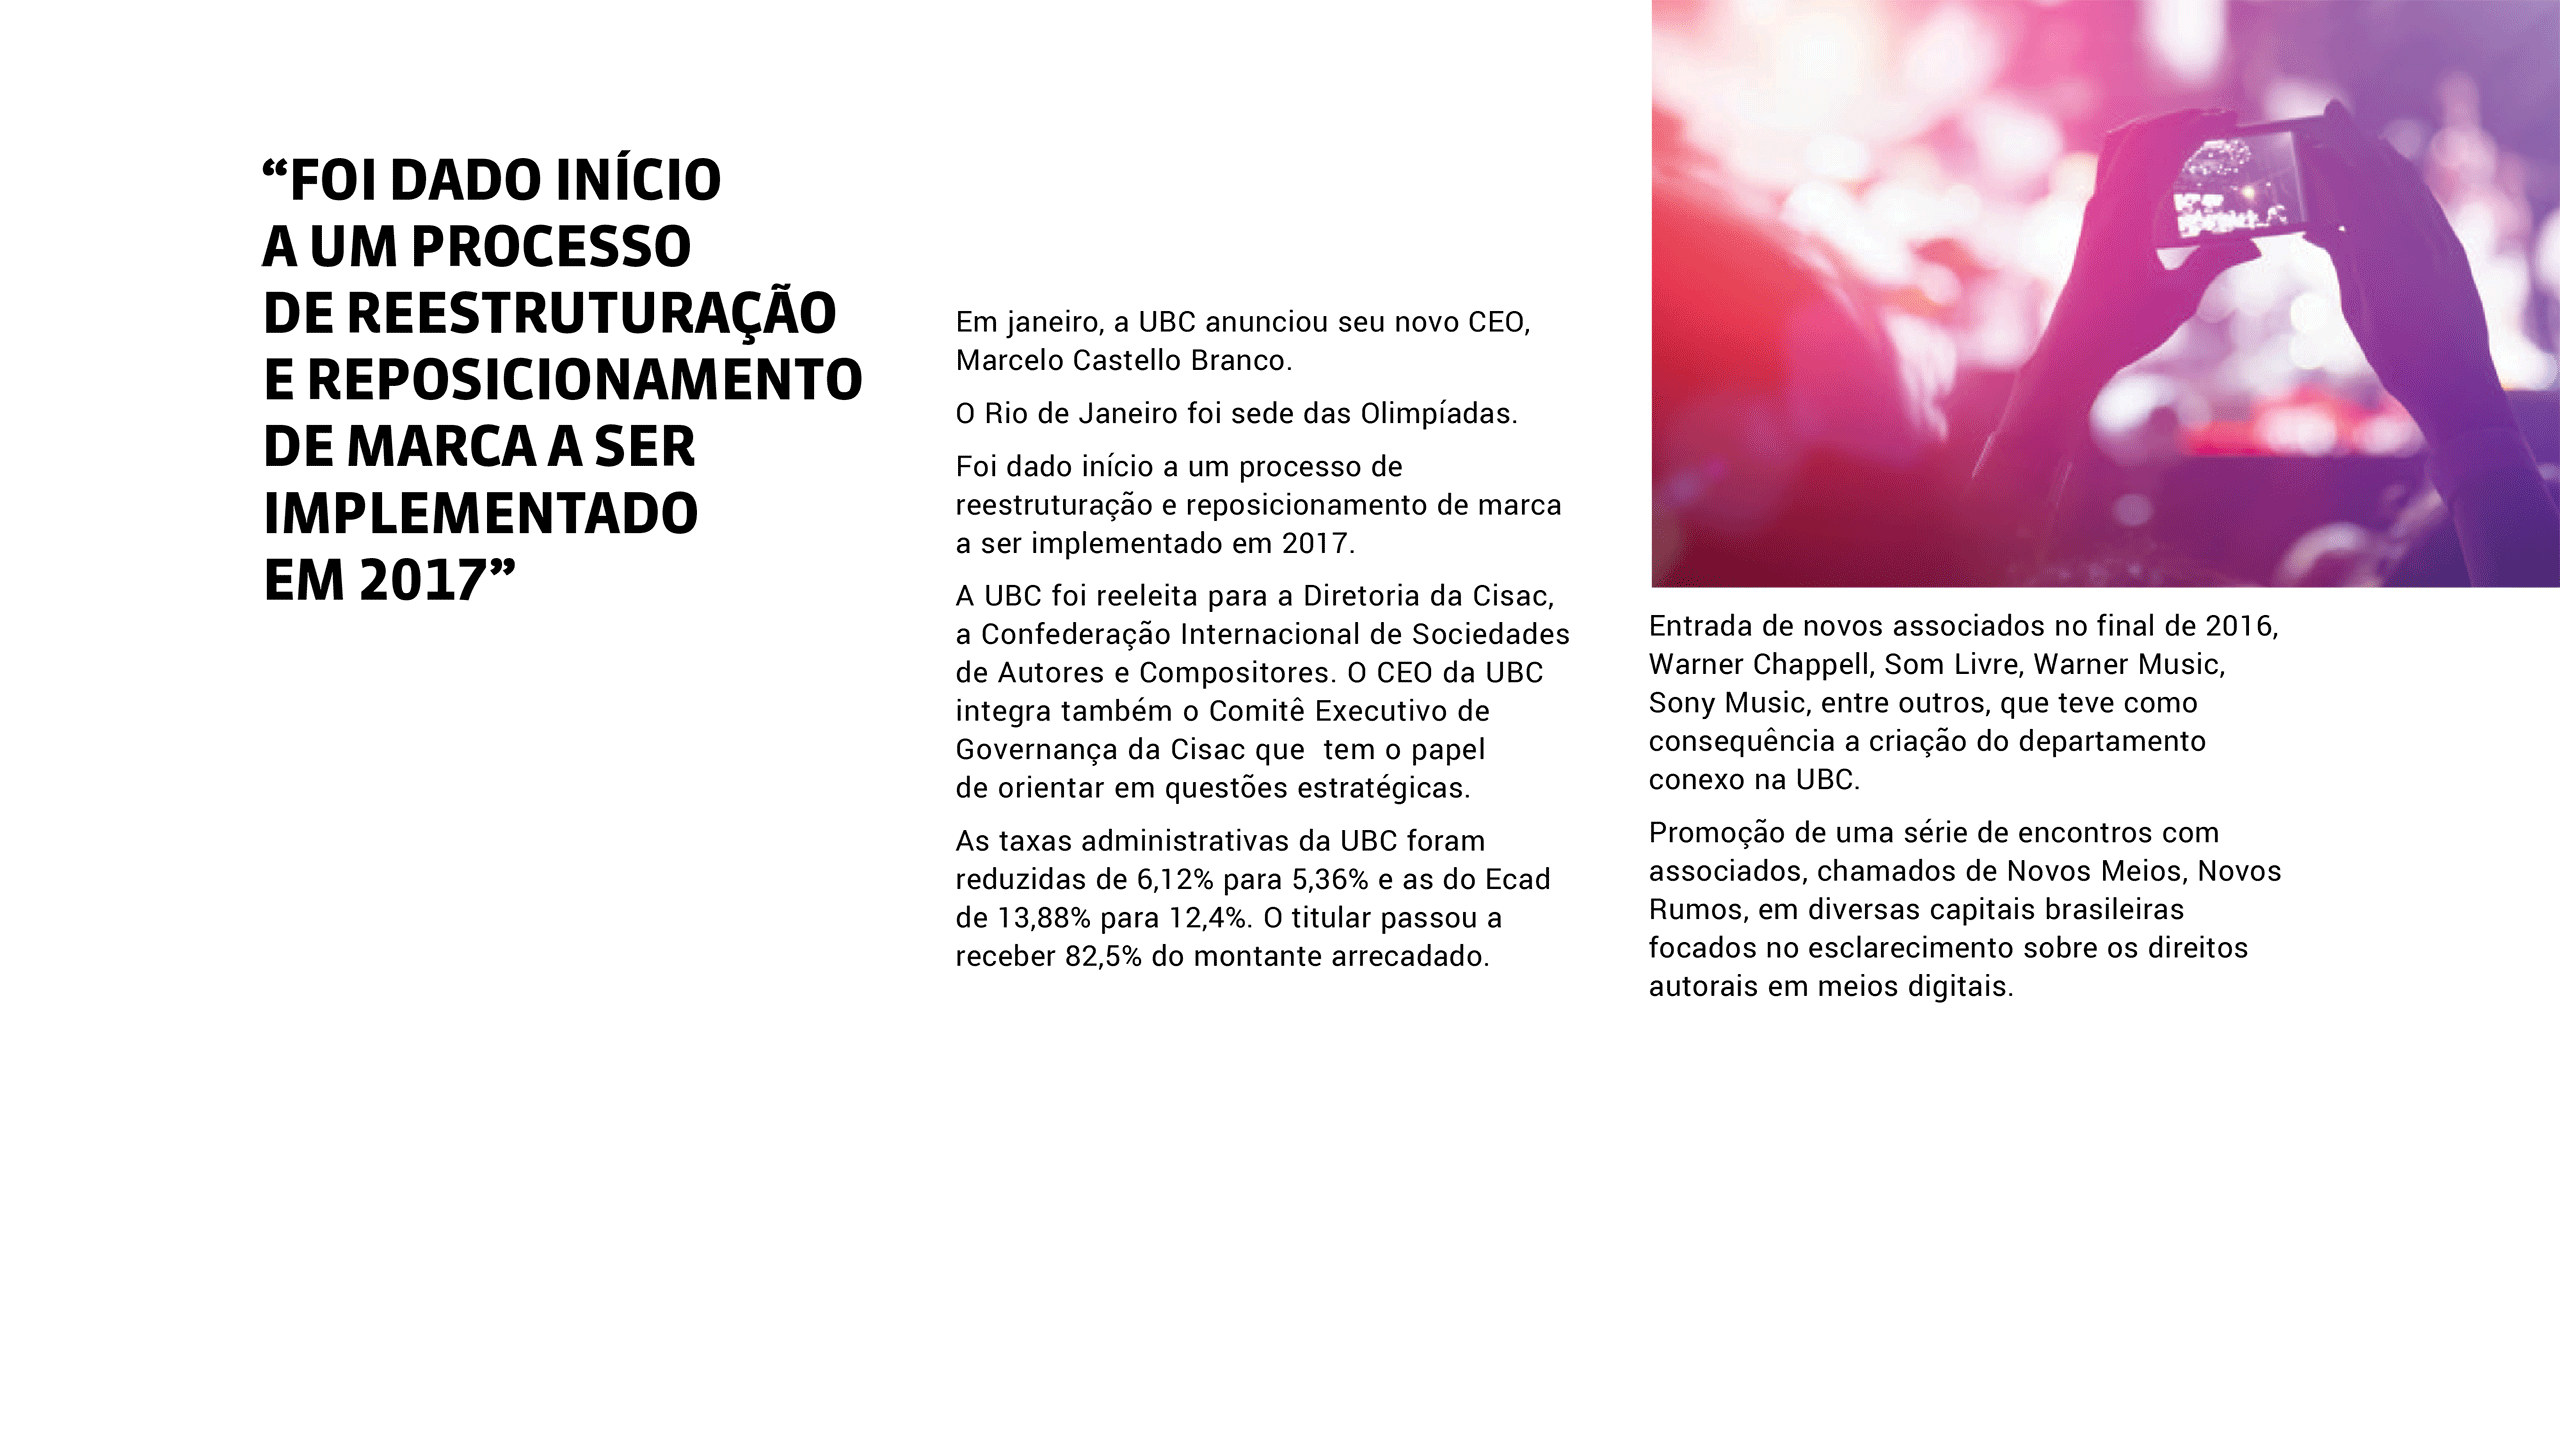 “FOI DADO INÍCIO
A UM PROCESSO
DE REESTRUTURAÇÃO
E REPOSICIONAMENTO
DE MARCA A SER
IMPLEMENTADO
EM 2017”
Em janeiro, a UBC anunciou seu novo CEO,
Marcelo Castello Branco.
O Rio de Janeiro foi sede das Olimpíadas.
Foi dado início a um processo de
reestruturação e reposicionamento de marca
a ser implementado em 2017.
A UBC foi reeleita para a Diretoria da Cisac,
a Confederação Internacional de Sociedades
de Autores e Compositores. O CEO da UBC
integra também o Comitê Executivo de
Governança da Cisac que  tem o papel
de orientar em questões estratégicas.
As taxas administrativas da UBC foram
reduzidas de 6,12% para 5,36% e as do Ecad
de 13,88% para 12,4%. O titular passou a
receber 82,5% do montante arrecadado.
Entrada de novos associados no final de 2016,
Warner Chappell, Som Livre, Warner Music,
Sony Music, entre outros, que teve como
consequência a criação do departamento
conexo na UBC.
Promoção de uma série de encontros com
associados, chamados de Novos Meios, Novos
Rumos, em diversas capitais brasileiras
focados no esclarecimento sobre os direitos
autorais em meios digitais.